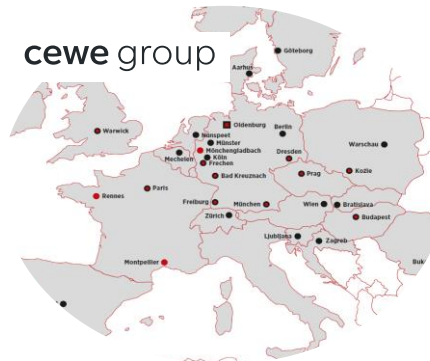 cewe group
Göteborg
Aarhus
Oldenburg
Berlin
Warwick
Nunspeet
Münster
Mönchengladbach
Warschau
Mechelen
Köln
Frechen
Dresden
Bad Kreuznach
Prag
Kozle
Paris
Rennes
Freiburg
München
Wien
Bratislava
Budapest
Zürich
Ljubljana
Zagreb
Montpellier
Buk